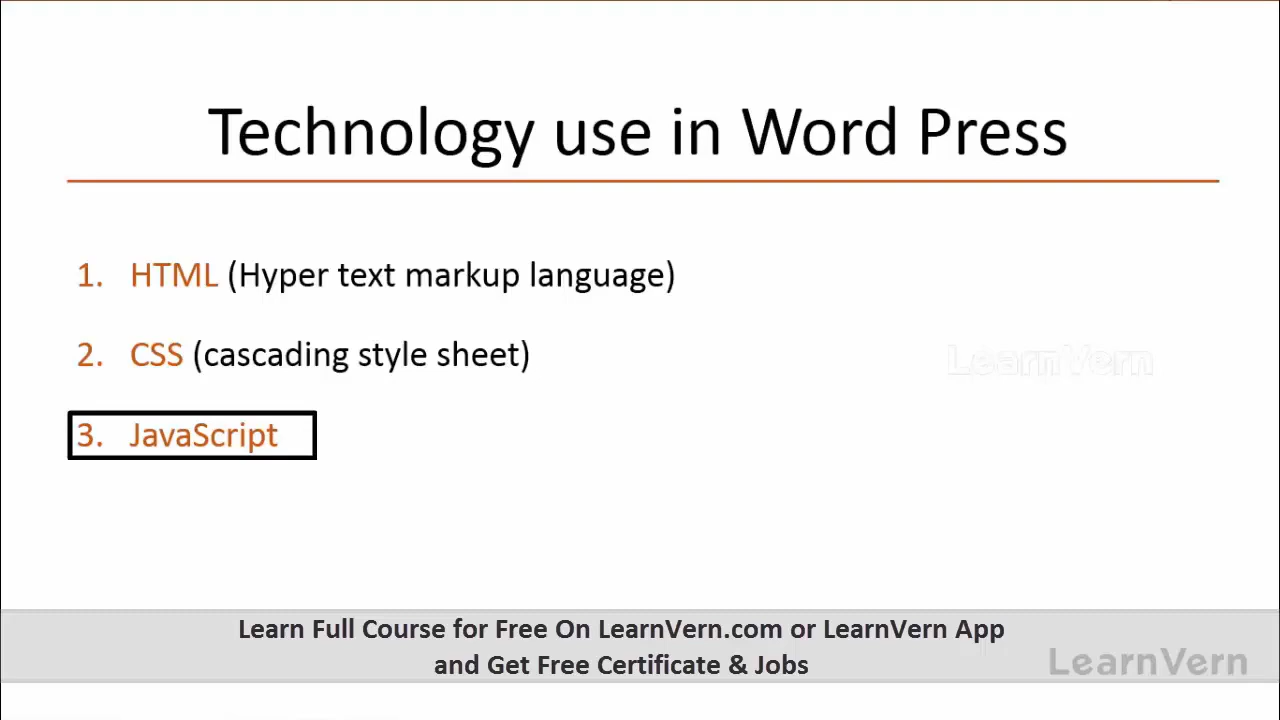 Technology use in Word Press
1. HTML (Hyper text markup language)
2. CSS (cascading style sheet)
LearnVern
3. JavaScript
Learn Full Course for Free On LearnVern.com or LearnVern App
and Get Free Certificate & Jobs
LearnVern